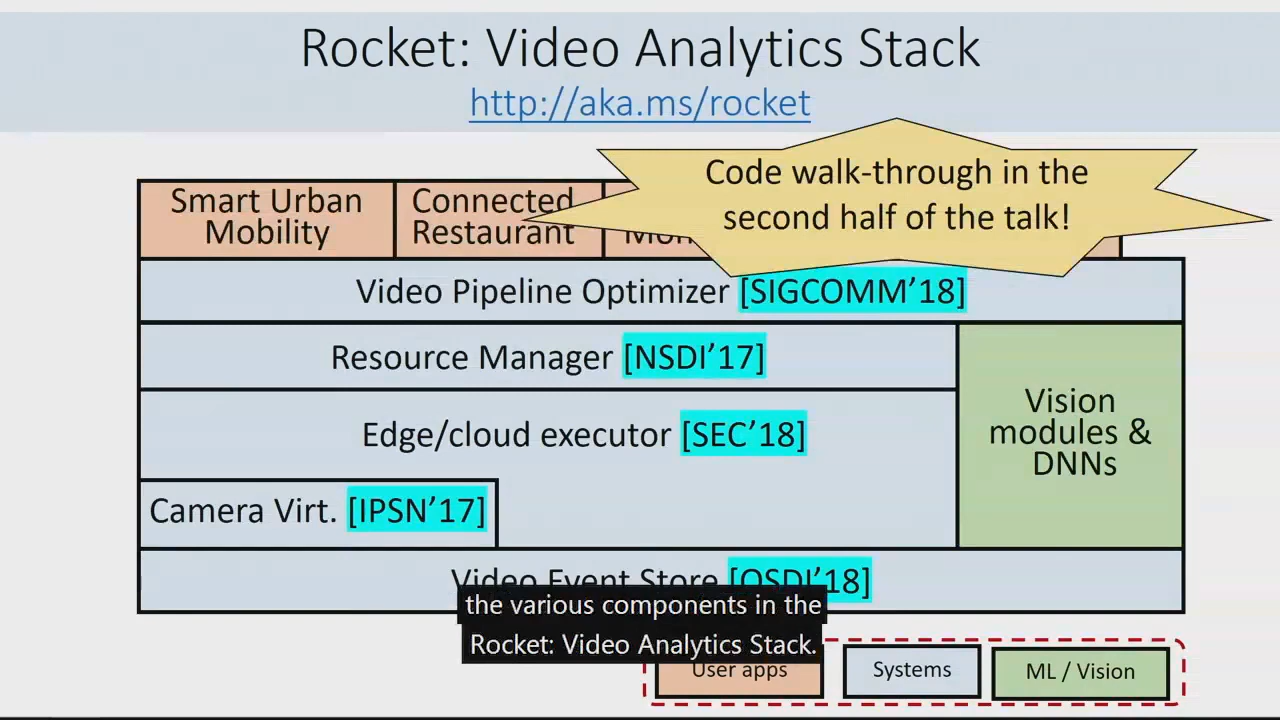 Rocket: Video Analytics Stack
http://aka.ms/rocket
Code walk-through in the
second half of the talk!
Smart Urban
Mobility
Connected
Restaurant
Video Pipeline Optimizer [SIGCOMM'18]
Resource Manager [NSDI'17]
Edge/cloud executor [SEC'18]
Vision
modules &
DNNs
Camera Virt. [IPSN'17]
Video Event Store [OSDI'18]
the various components in the
Rocket: Video Analytics Stack.
User apps
Systems
ML / Vision